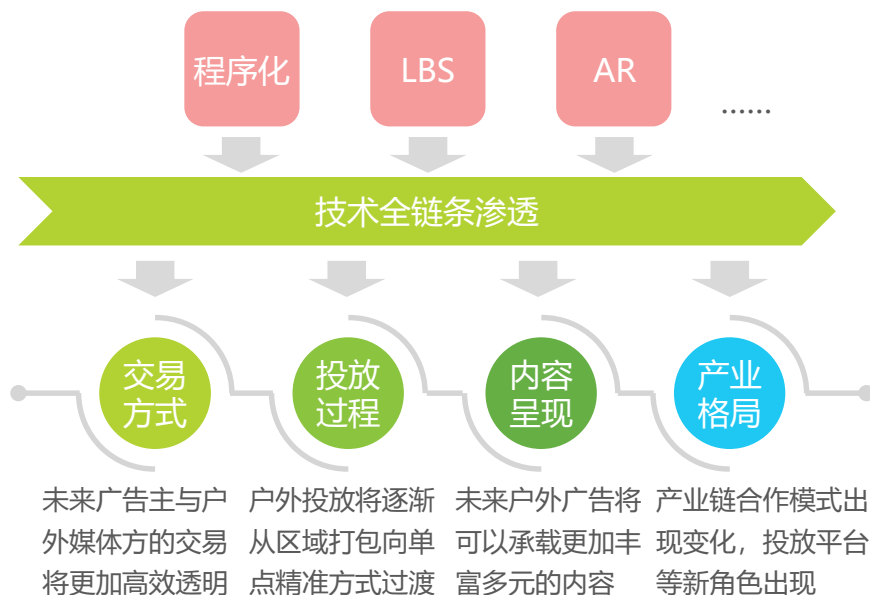 程序化
LBS
AR
……
技术全链条渗透
交易
方式
投放
过程
内容
呈现
产业
格局
未来广告主与户
外媒体方的交易
将更加高效透明
户外投放将逐渐
从区域打包向单
点精准方式过渡
未来户外广告将
可以承载更加丰
富多元的内容
产业链合作模式出
现变化，投放平台
等新角色出现